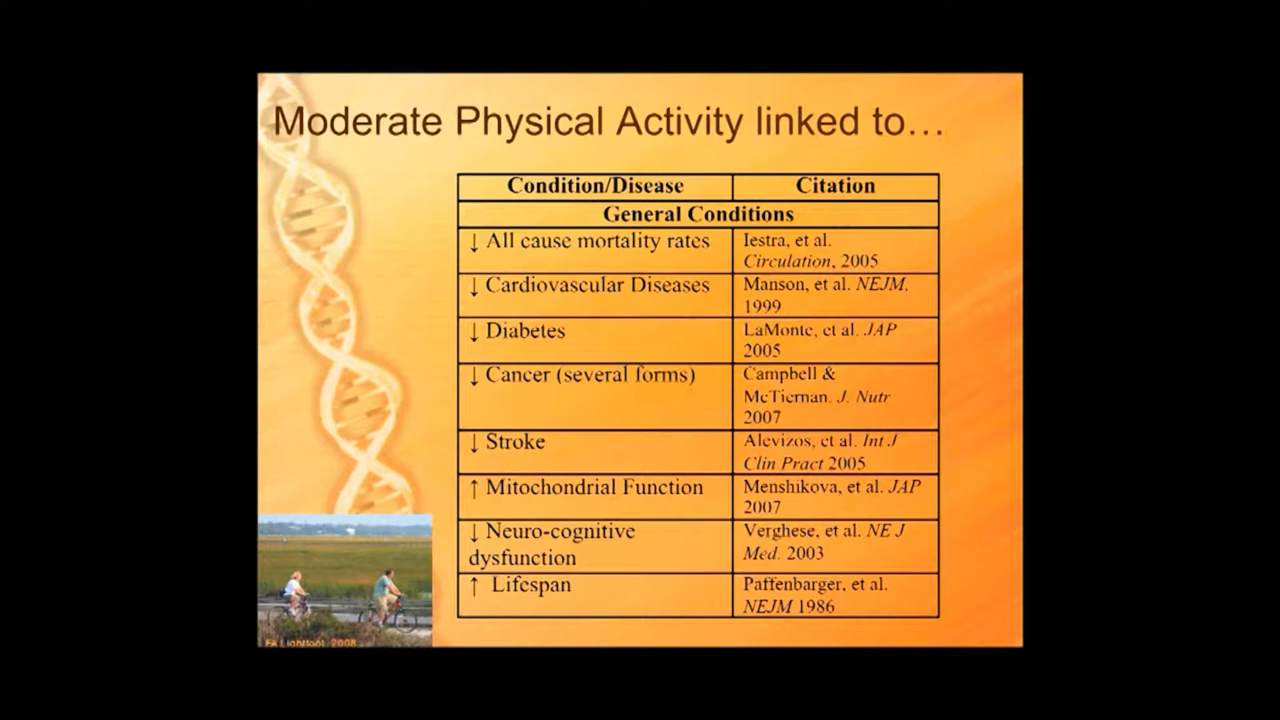 Moderate Physical Activity linked to…
Condition/Disease Citation
General Conditions
↓ All cause mortality rates Iestra, et al.
Circulation, 2005
↓ Cardiovascular Diseases Manson, et al. NEJM,
1999
↓ Diabetes LaMonte, et al. JAP
2005
↓ Cancer (several forms) Campbell &
McTiernan. J. Nutr
2007
↓ Stroke Alevizos, et al. Int J
Clin Pract 2005
↑ Mitochondrial Function Menshikova, et al. JAP
2007
↓ Neuro-cognitive Verghese, et al. NE J
dysfunction Med. 2003
↑ Lifespan Paffenbarger, et al.
NEJM 1986
Lightfoot, 2008